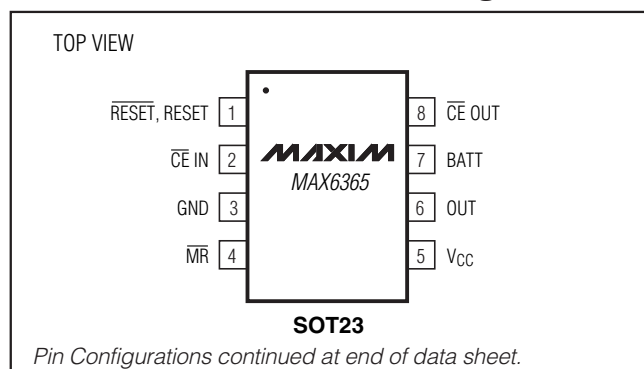 TOP VIEW
RESET, RESET 1
CE IN 2
GND 3
MR 4
MAXIM
MAX6365
8 CE OUT
7 BATT
6 OUT
5 VCC
SOT23
Pin Configurations continued at end of data sheet.